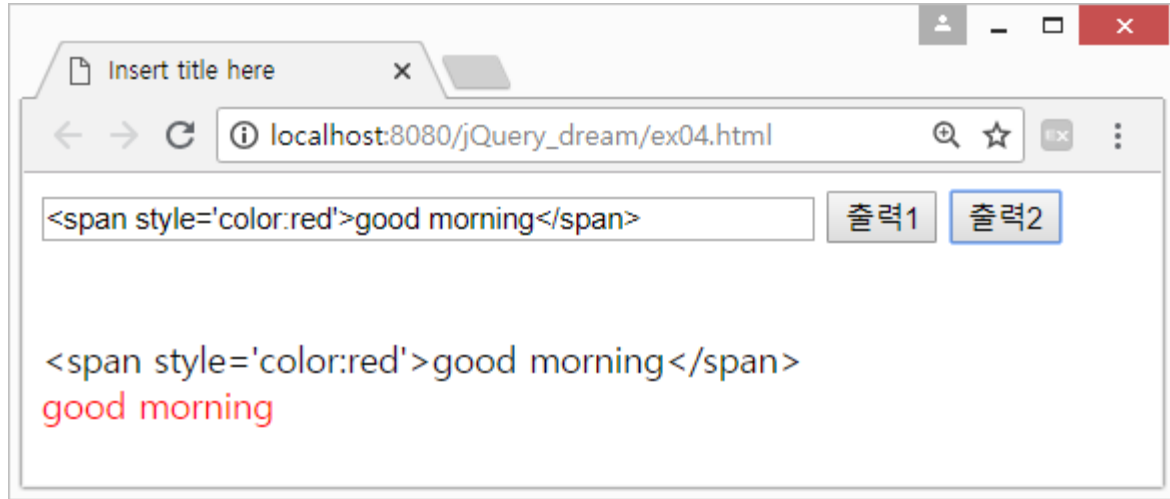 Insert title here
localhost:8080/jQuery_dream/ex04.html
EX
<span style='color:red'>good morning</span> 출력1 출력2
<span style='color:red'>good morning</span>
good morning